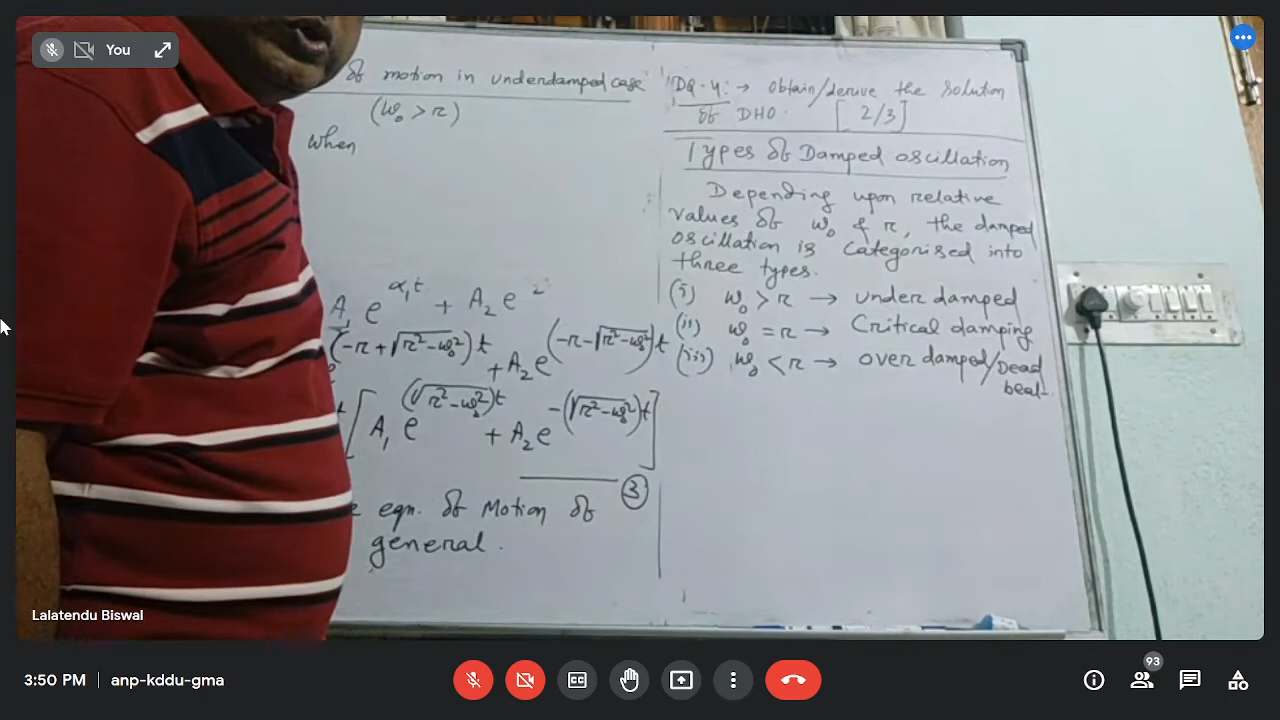 You
of motion in underdamped case
(ω₀ > r)
when
A₁ e^α₁t + A₂ e
e^(-r + √r² - ω₀²) t + A₂ e^(-r - √r² - ω₀²) t
[ A₁ e^(√r² - ω₀²) t + A₂ e^-(√r² - ω₀²) t ]
③
eqn. of Motion of
general.
DQ-4: → Obtain/derive the solution
of DHO. [2/3]
Types of Damped oscillation
Depending upon relative
values of ω₀ & r, the damped
oscillation is categorised into
three types.
(i) ω₀ > r → under damped
(ii) ω₀ = r → Critical damping
(iii) ω₀ < r → over damped/Dead
beat
Lalatendu Biswal
3:50 PM | anp-kddu-gma
CC
93